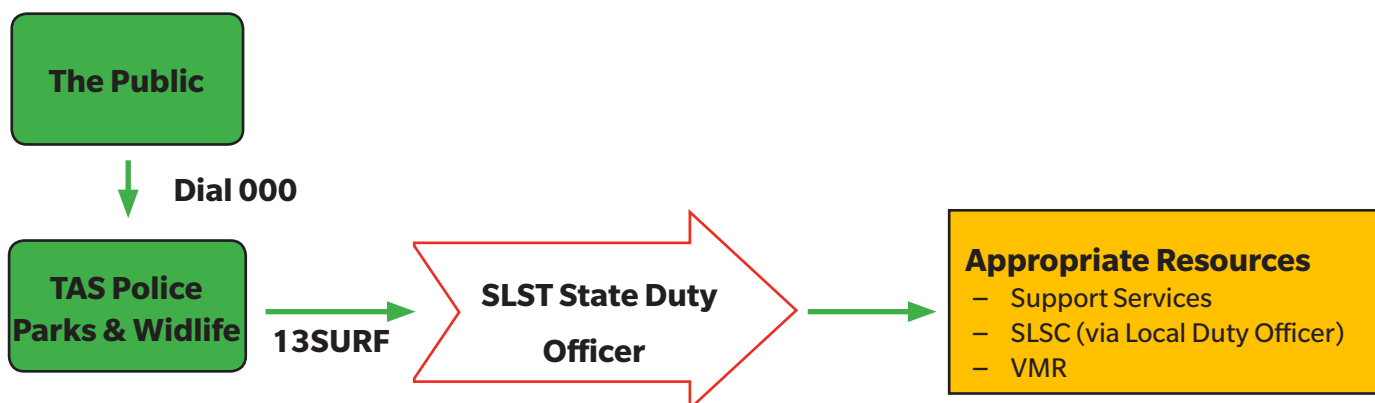 The Public
Dial 000
TAS Police
Parks & Widlife
13SURF
SLST State Duty
Officer
Appropriate Resources
– Support Services
– SLSC (via Local Duty Officer)
– VMR